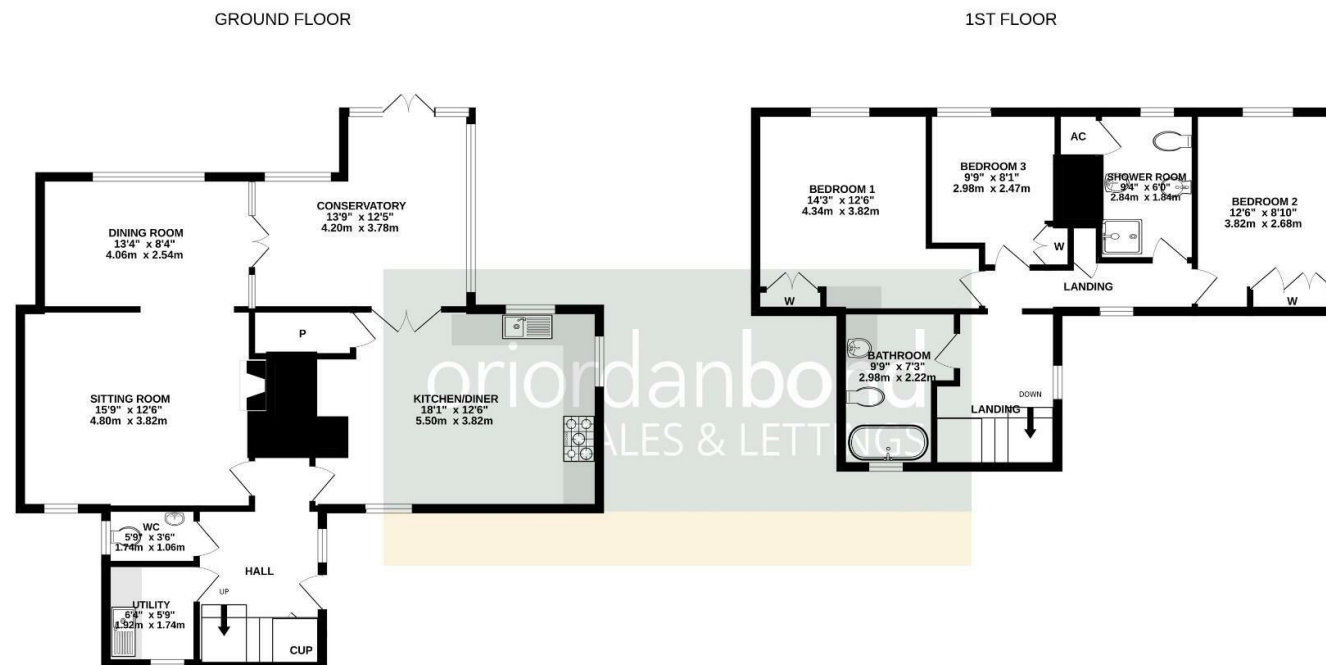 GROUND FLOOR
1ST FLOOR
CONSERVATORY
13'9" x 12'5"
4.20m x 3.78m
DINING ROOM
13'4" x 8'4"
4.06m x 2.54m
P
SITTING ROOM
15'9" x 12'6"
4.80m x 3.82m
KITCHEN/DINER
18'1" x 12'6"
5.50m x 3.82m
WC
5'9" x 3'6"
1.74m x 1.06m
HALL
UP
UTILITY
6'4" x 5'9"
1.92m x 1.74m
CUP
BEDROOM 1
14'3" x 12'6"
4.34m x 3.82m
W
BEDROOM 3
9'9" x 8'1"
2.98m x 2.47m
W
AC
SHOWER ROOM
9'4" x 6'0"
2.84m x 1.84m
BEDROOM 2
12'6" x 8'10"
3.82m x 2.68m
W
LANDING
BATHROOM
9'9" x 7'3"
2.98m x 2.22m
DOWN
LANDING
oriordanbond
SALES & LETTINGS